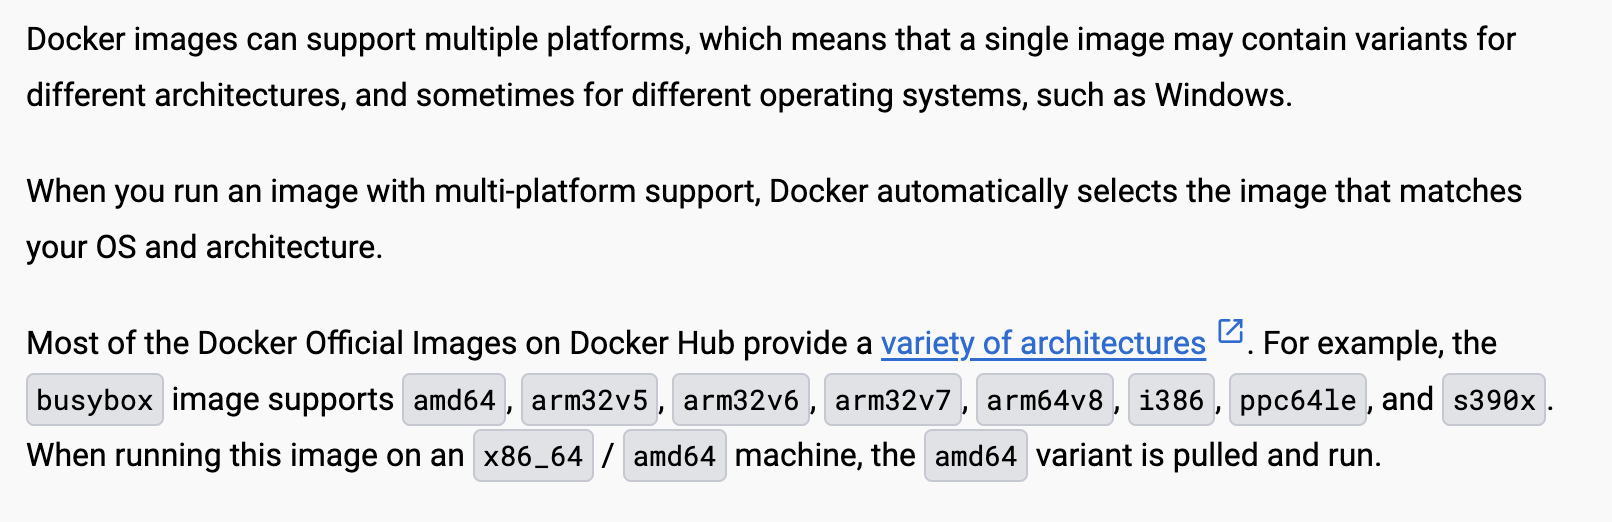 Docker images can support multiple platforms, which means that a single image may contain variants for
different architectures, and sometimes for different operating systems, such as Windows.
When you run an image with multi-platform support, Docker automatically selects the image that matches
your OS and architecture.
Most of the Docker Official Images on Docker Hub provide a variety of architectures. For example, the
busybox image supports amd64, arm32v5, arm32v6, arm32v7, arm64v8, i386, ppc64le, and s390x.
When running this image on an x86_64 / amd64 machine, the amd64 variant is pulled and run.